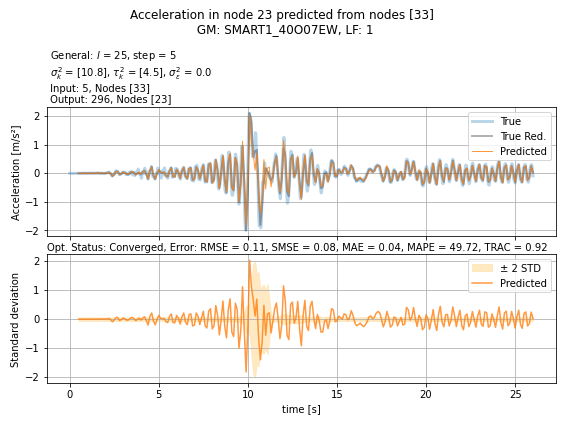 Acceleration in node 23 predicted from nodes [33]
GM: SMART1_40O07EW, LF: 1
General: l = 25, step = 5
σ²ₖ = [10.8], τ²ₖ = [4.5], σ²ε = 0.0
Input: 5, Nodes [33]
Output: 296, Nodes [23]
Acceleration [m/s²]
2
1
0
−1
−2
True
True Red.
Predicted
Opt. Status: Converged, Error: RMSE = 0.11, SMSE = 0.08, MAE = 0.04, MAPE = 49.72, TRAC = 0.92
Standard deviation
2
1
0
−1
−2
± 2 STD
Predicted
0 5 10 15 20 25
time [s]